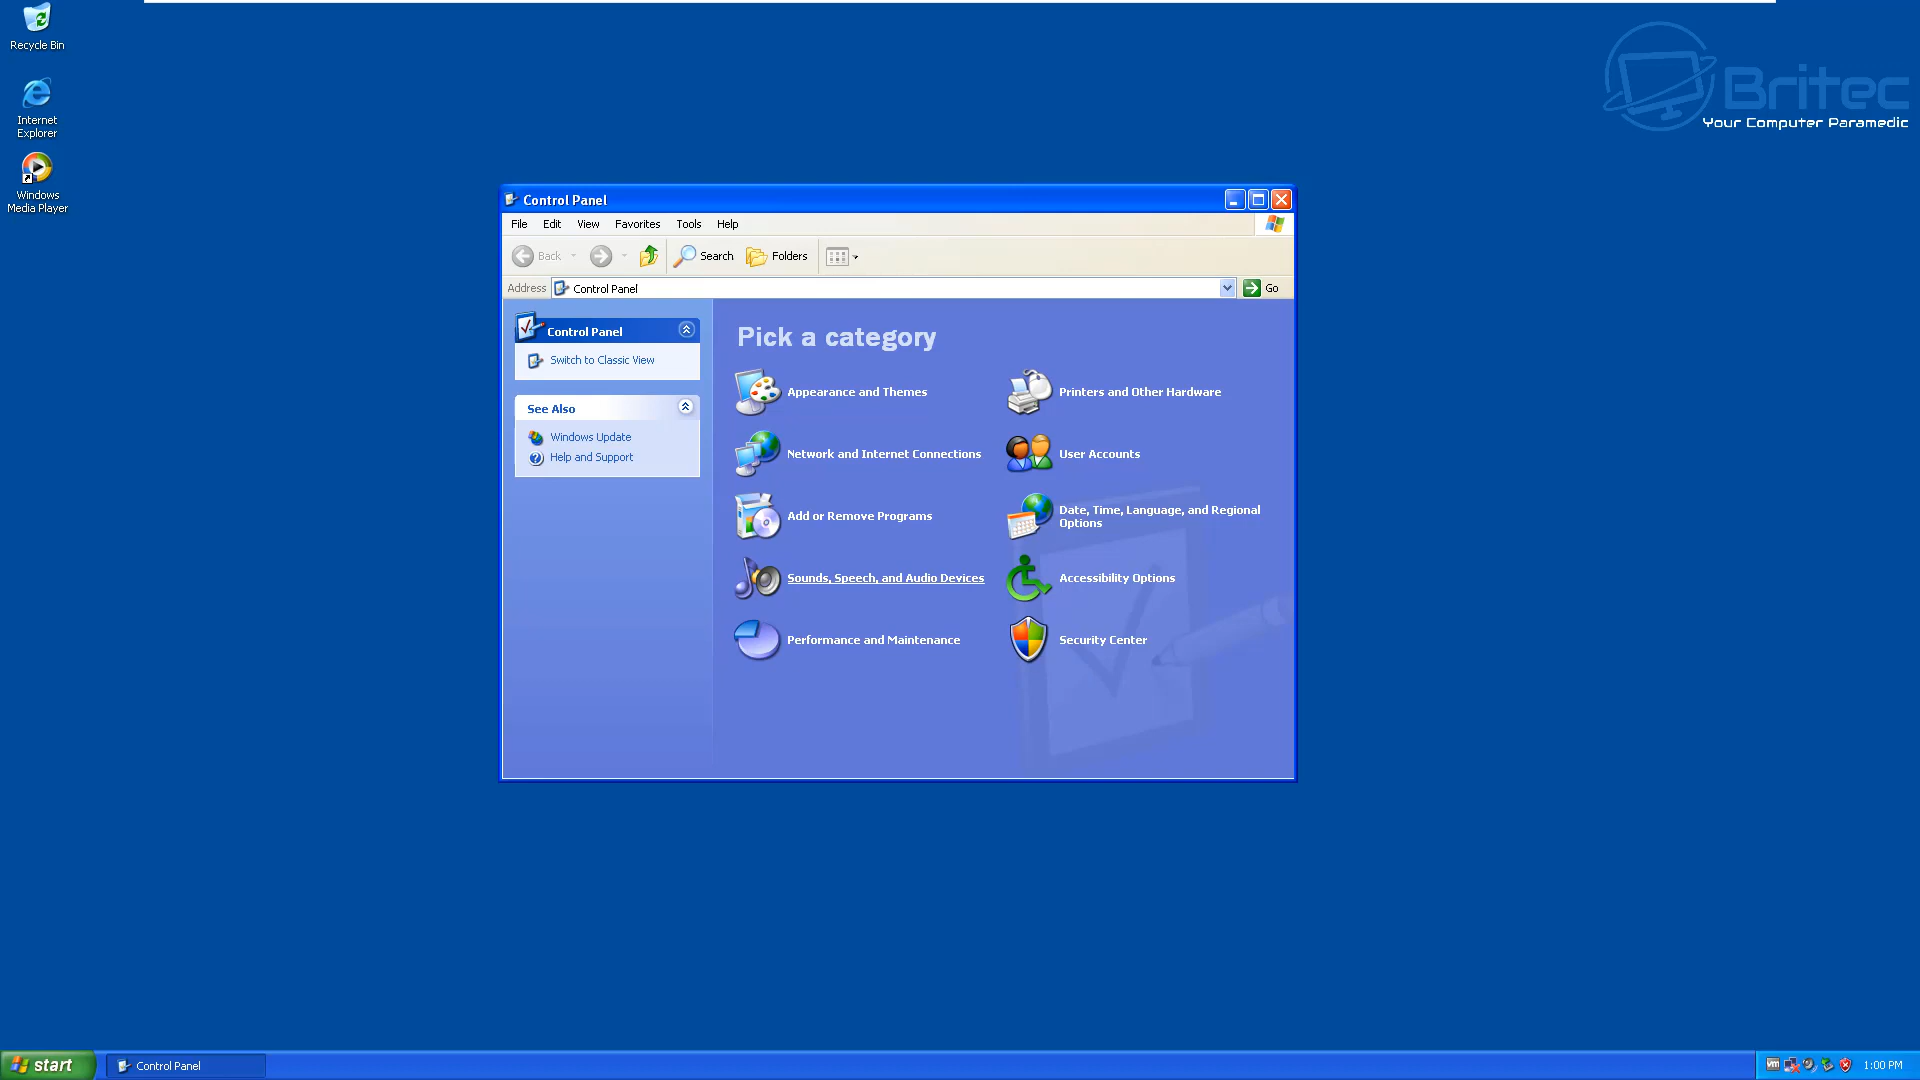 Recycle Bin
Internet
Explorer
Windows
Media Player
Britec
Your Computer Paramedic
Control Panel
File Edit View Favorites Tools Help
Back Search Folders
Address Control Panel Go
Control Panel
Switch to Classic View
See Also
Windows Update
Help and Support
Pick a category
Appearance and Themes
Printers and Other Hardware
Network and Internet Connections
User Accounts
Add or Remove Programs
Date, Time, Language, and Regional
Options
Sounds, Speech, and Audio Devices
Accessibility Options
Performance and Maintenance
Security Center
start
Control Panel
vm
1:00 PM